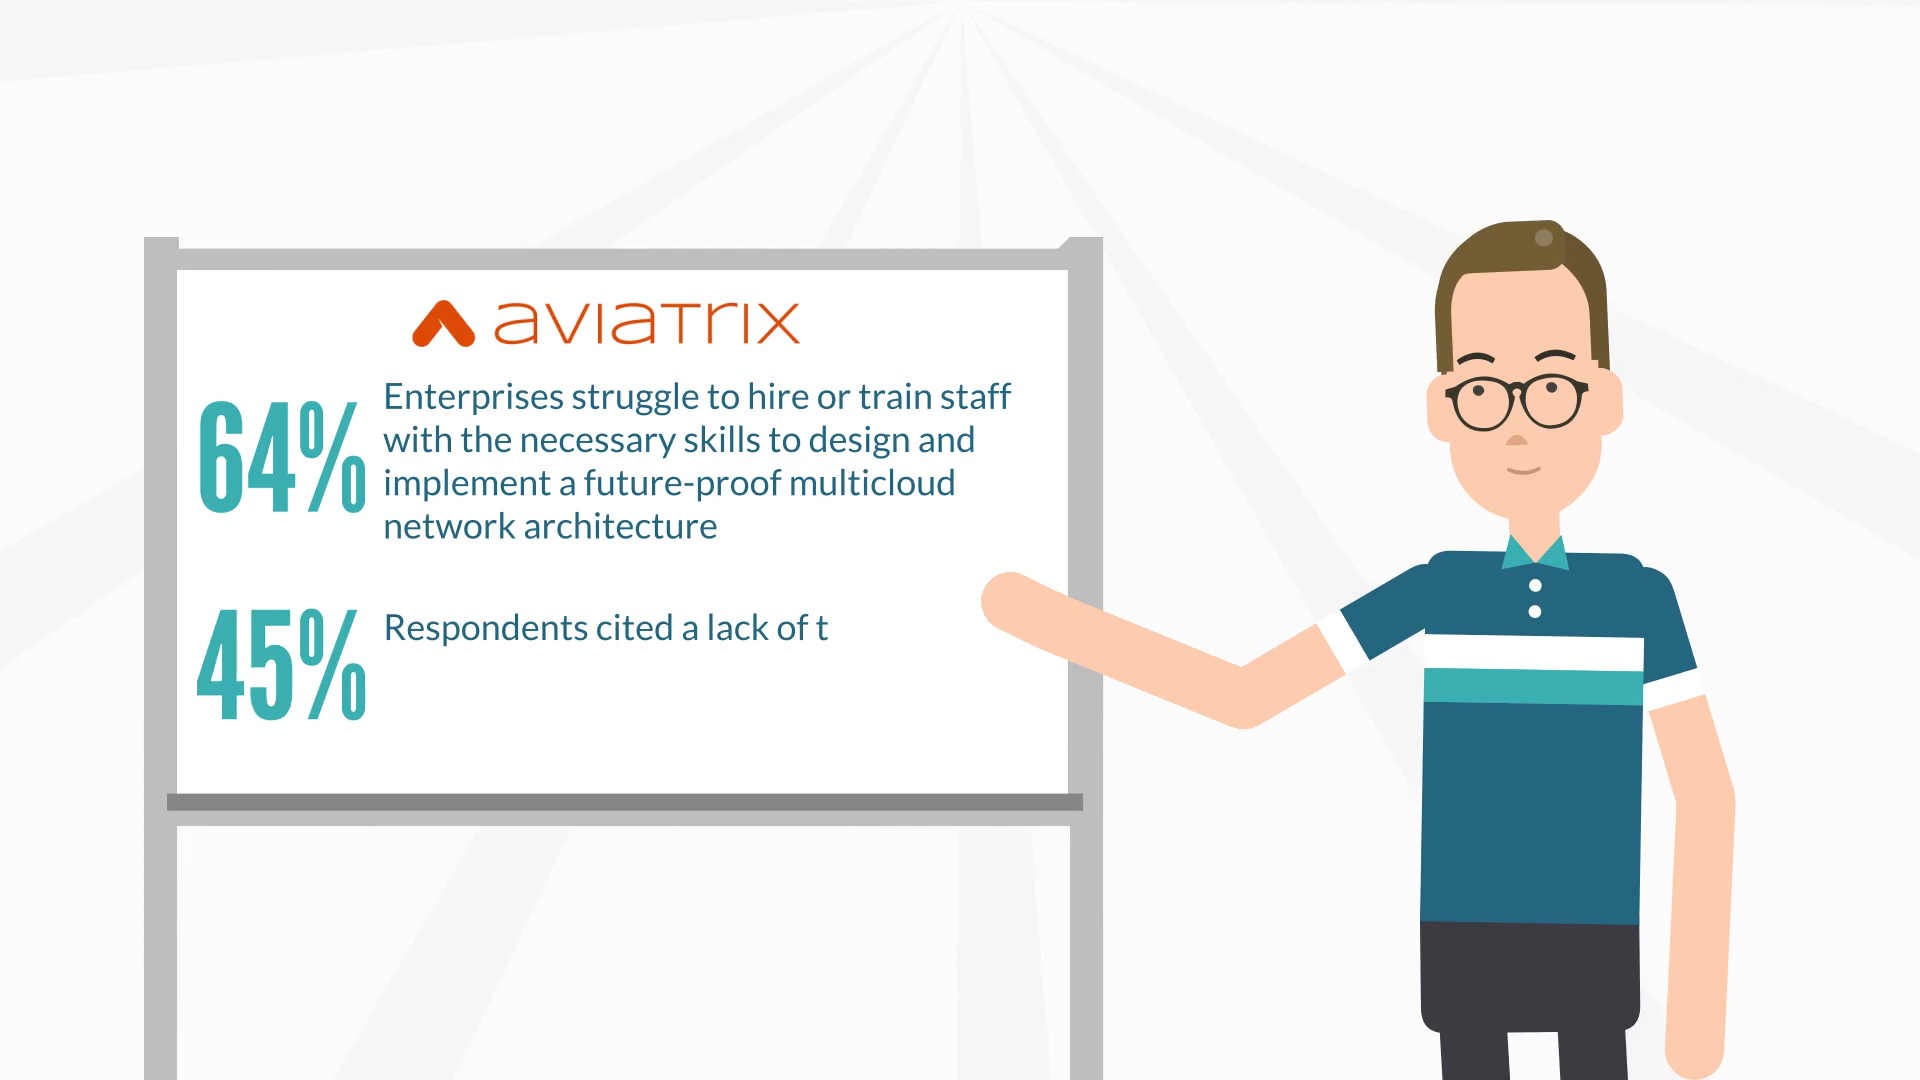 aviatrix
64%
Enterprises struggle to hire or train staff
with the necessary skills to design and
implement a future-proof multicloud
network architecture
45%
Respondents cited a lack of t